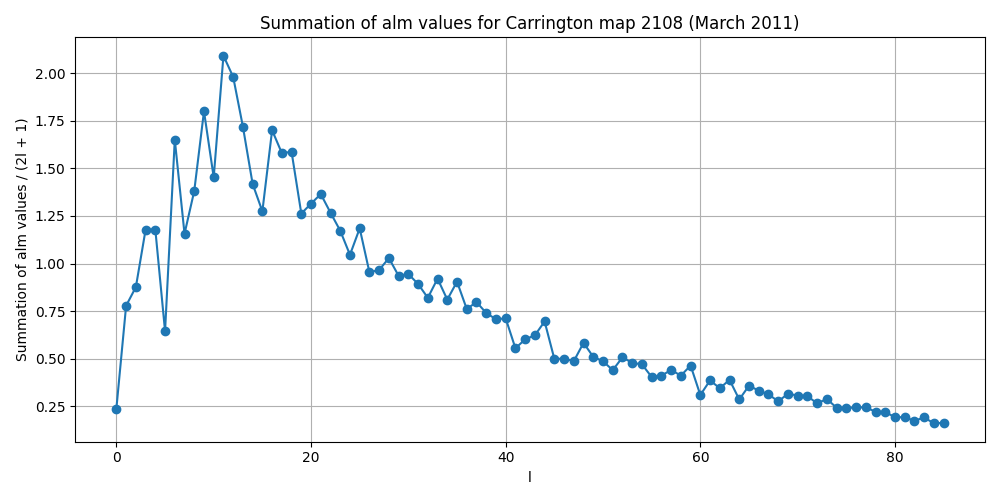 Summation of alm values for Carrington map 2108 (March 2011)
Summation of alm values / (2l + 1)
2.00
1.75
1.50
1.25
1.00
0.75
0.50
0.25
0 20 40 60 80
l